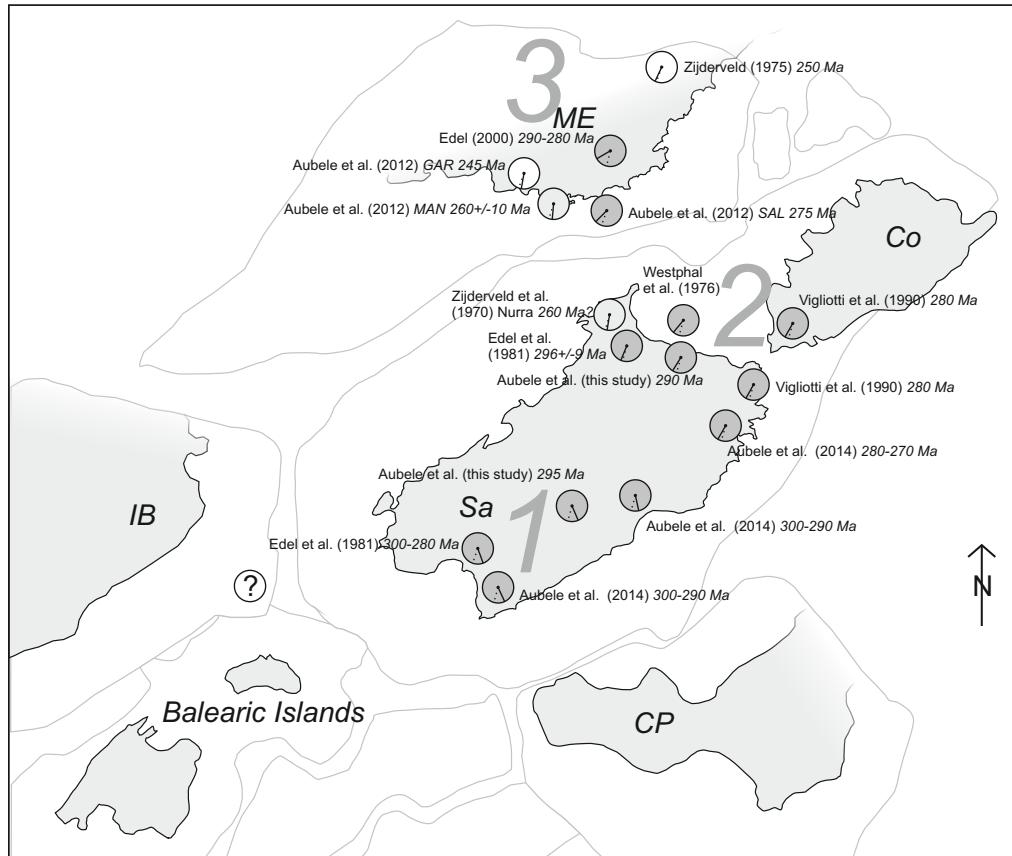 3
Zijderveld (1975) 250 Ma
ME
Edel (2000) 290-280 Ma
Aubele et al. (2012) GAR 245 Ma
Aubele et al. (2012) MAN 260+/-10 Ma
Aubele et al. (2012) SAL 275 Ma
Co
2
Westphal
et al. (1976)
Zijderveld et al.
(1970) Nurra 260 Ma?
Vigliotti et al. (1990) 280 Ma
Edel et al.
(1981) 296+/-9 Ma
Aubele et al. (this study) 290 Ma
Vigliotti et al. (1990) 280 Ma
Aubele et al. (2014) 280-270 Ma
Aubele et al. (this study) 295 Ma
Sa
1
IB
Aubele et al. (2014) 300-290 Ma
Edel et al. (1981) 300-280 Ma
?
Aubele et al. (2014) 300-290 Ma
N
Balearic Islands
CP